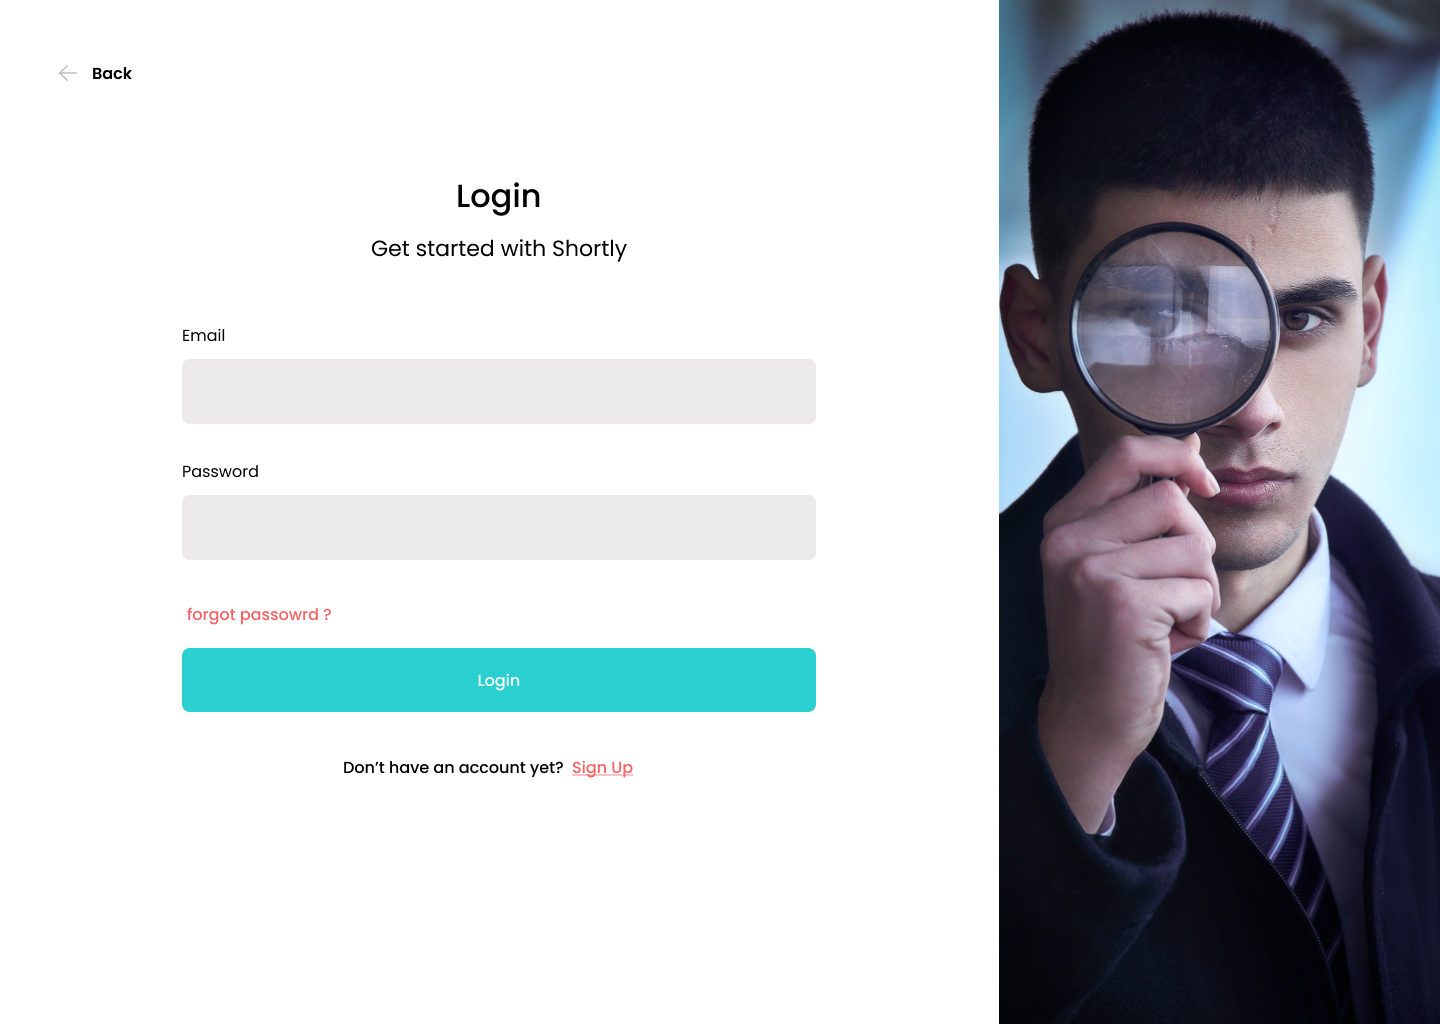 Back
Login
Get started with Shortly
Email
Password
forgot passowrd ?
Login
Don’t have an account yet? Sign Up